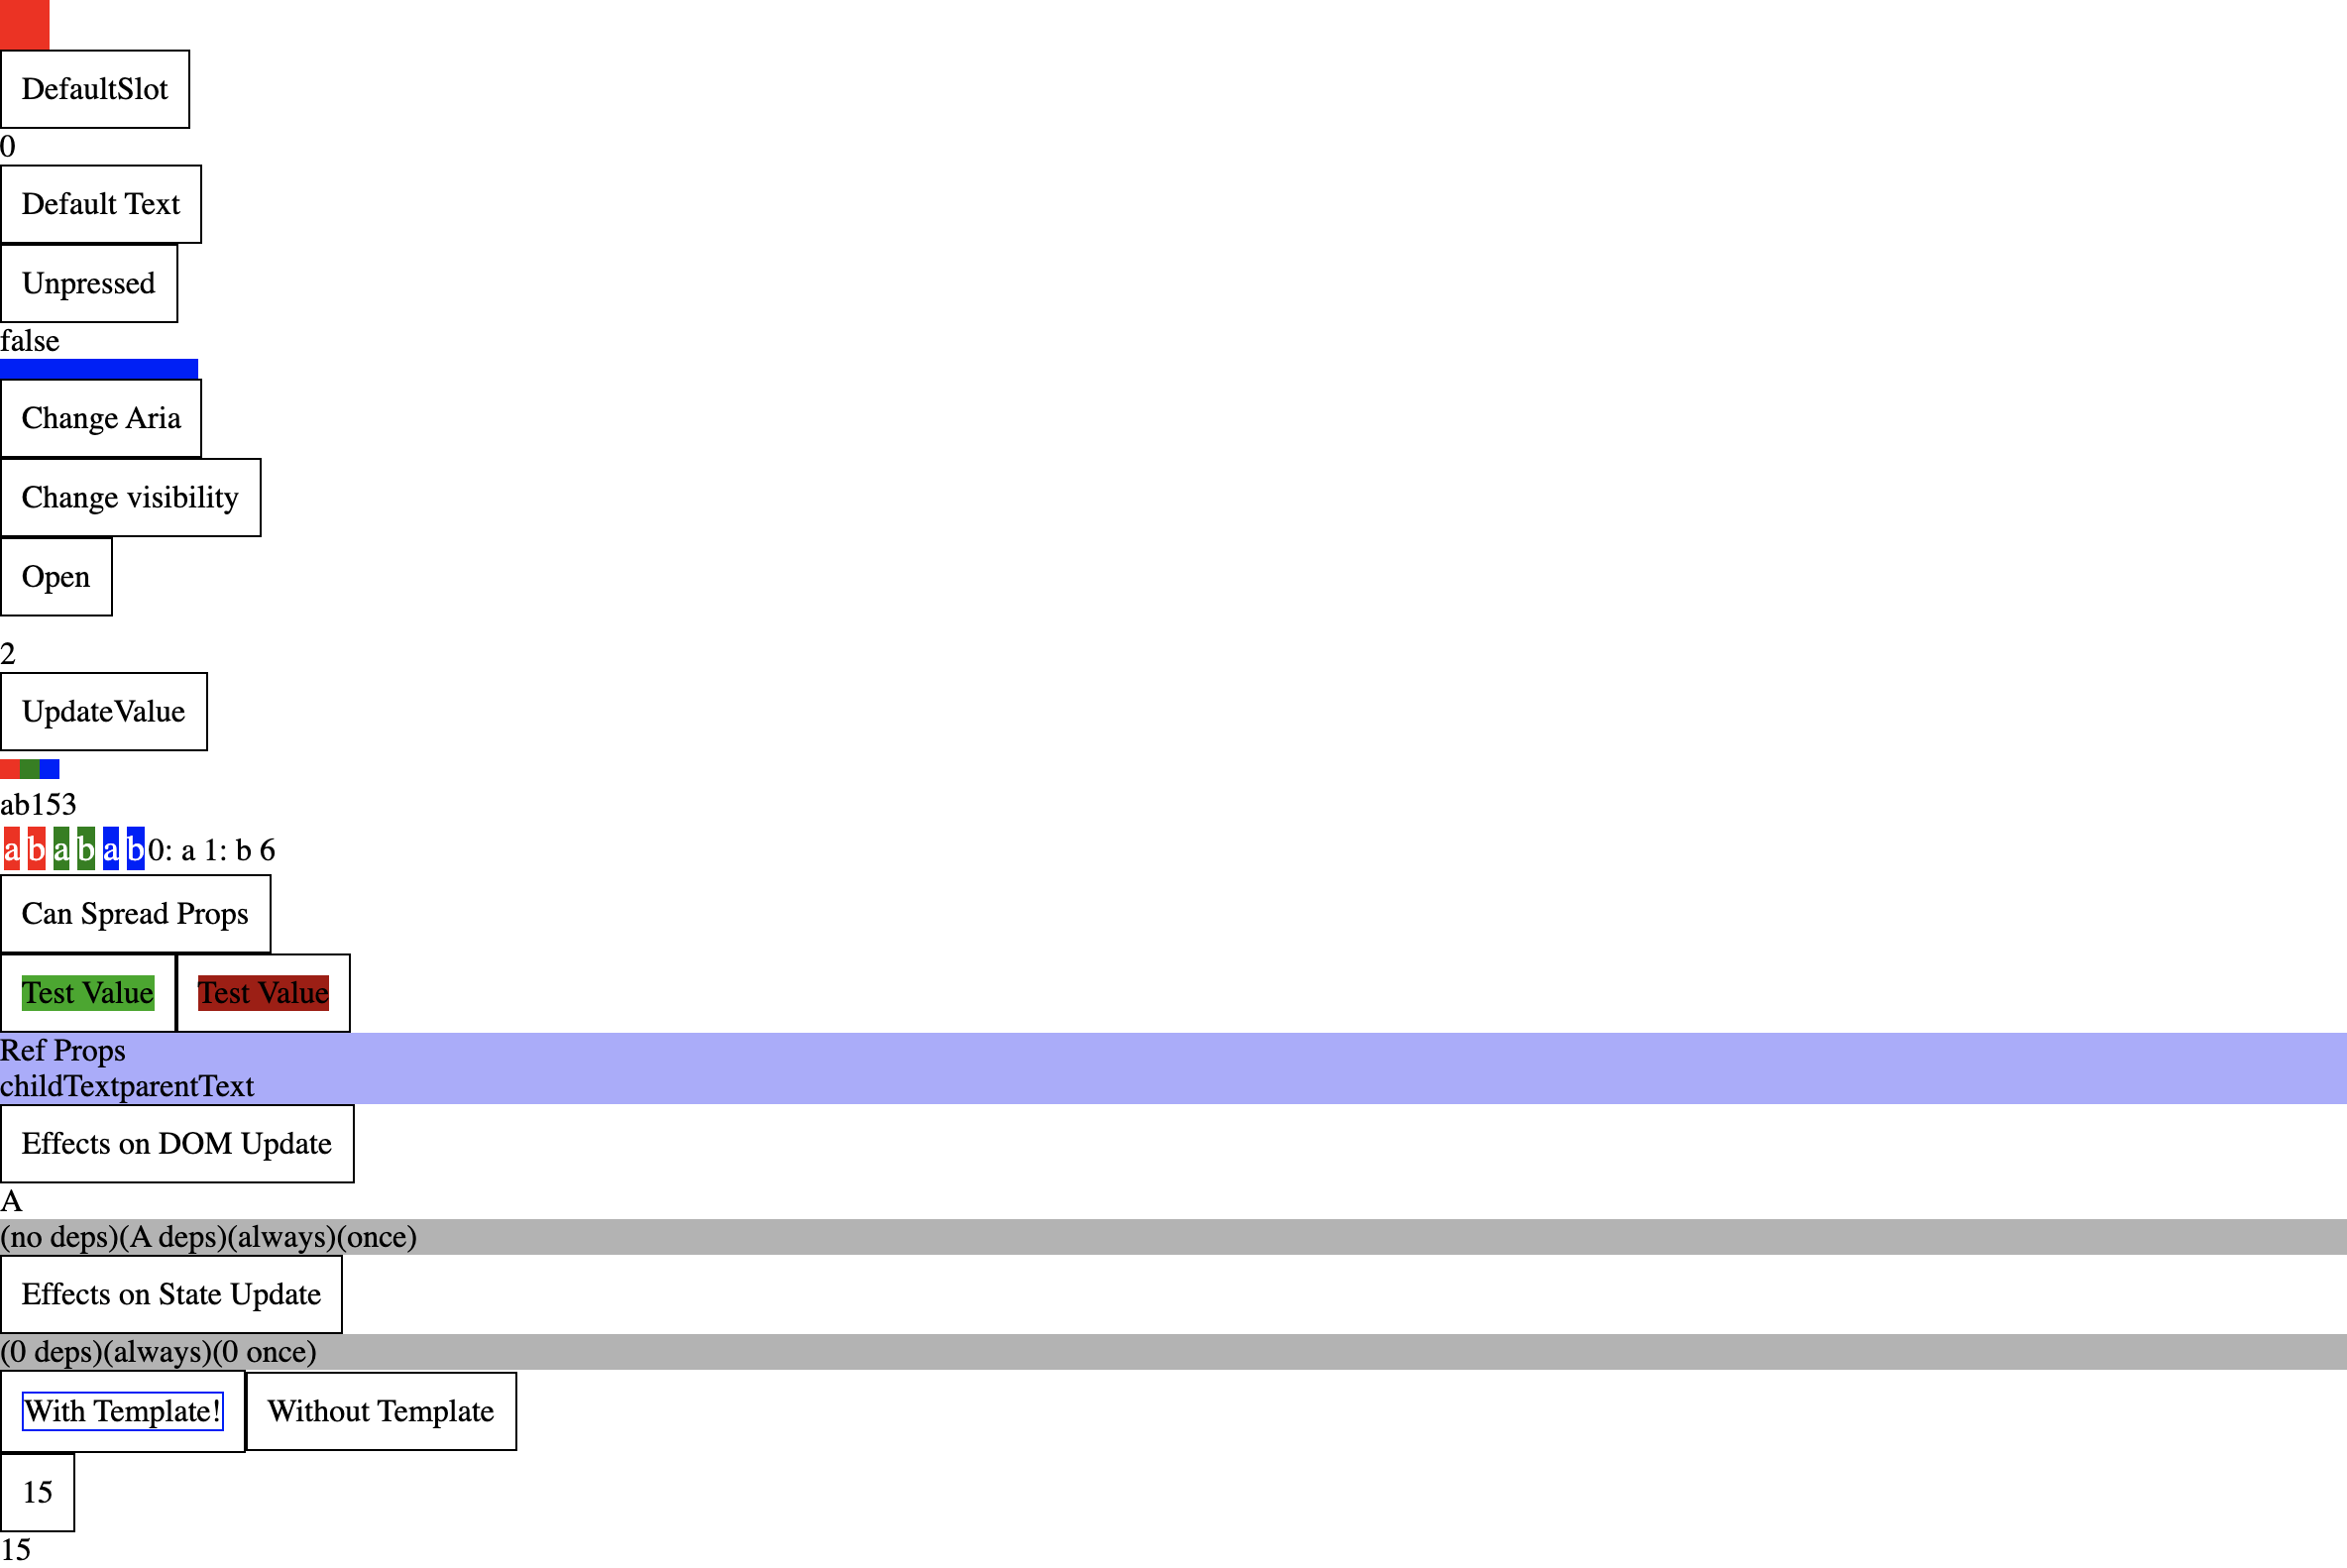 DefaultSlot
0
Default Text
Unpressed
false
Change Aria
Change visibility
Open
2
UpdateValue
ab153
a b a b a b 0: a 1: b 6
Can Spread Props
Test Value Test Value
Ref Props
childTextparentText
Effects on DOM Update
A
(no deps)(A deps)(always)(once)
Effects on State Update
(0 deps)(always)(0 once)
With Template! Without Template
15
15